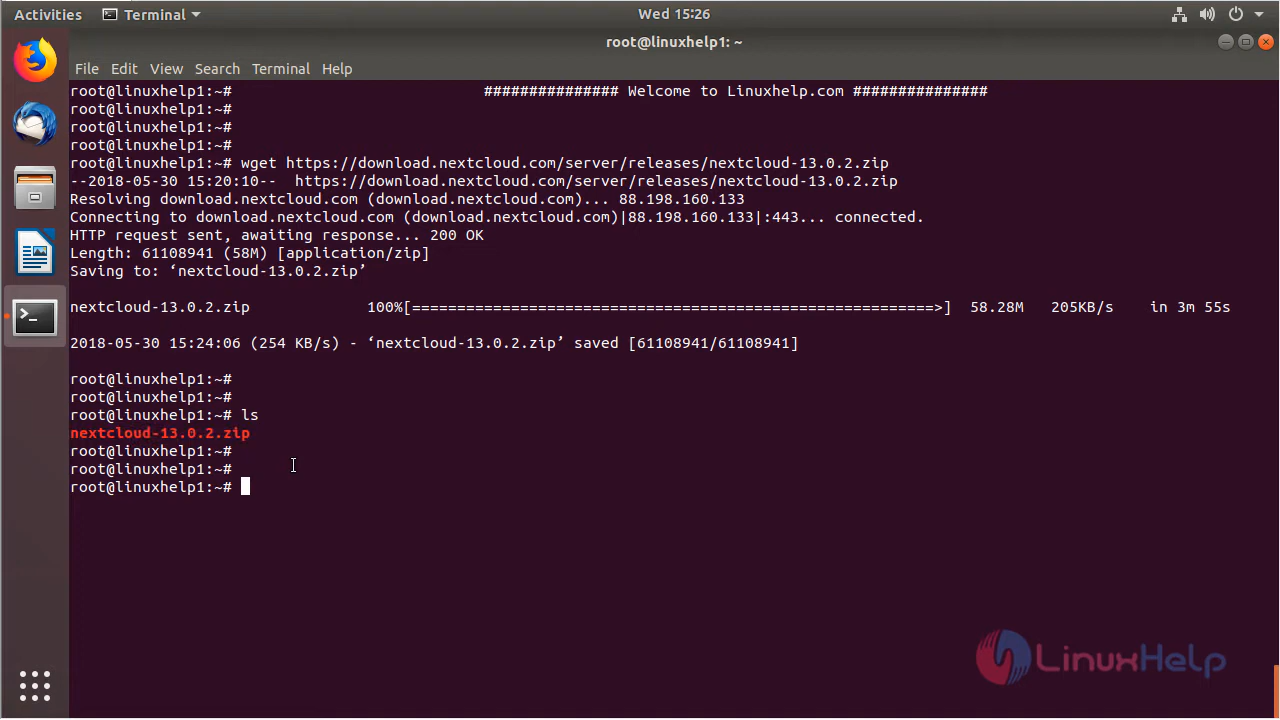 Activities Terminal Wed 15:26
root@linuxhelp1: ~
File Edit View Search Terminal Help
root@linuxhelp1:~# ############### Welcome to Linuxhelp.com ###############
root@linuxhelp1:~#
root@linuxhelp1:~#
root@linuxhelp1:~#
root@linuxhelp1:~# wget https://download.nextcloud.com/server/releases/nextcloud-13.0.2.zip
--2018-05-30 15:20:10-- https://download.nextcloud.com/server/releases/nextcloud-13.0.2.zip
Resolving download.nextcloud.com (download.nextcloud.com)... 88.198.160.133
Connecting to download.nextcloud.com (download.nextcloud.com)|88.198.160.133|:443... connected.
HTTP request sent, awaiting response... 200 OK
Length: 61108941 (58M) [application/zip]
Saving to: ‘nextcloud-13.0.2.zip’
nextcloud-13.0.2.zip 100%[==========================================================>] 58.28M 205KB/s in 3m 55s
2018-05-30 15:24:06 (254 KB/s) - ‘nextcloud-13.0.2.zip’ saved [61108941/61108941]
root@linuxhelp1:~#
root@linuxhelp1:~#
root@linuxhelp1:~# ls
nextcloud-13.0.2.zip
root@linuxhelp1:~#
root@linuxhelp1:~#
root@linuxhelp1:~#
LinuxHelp